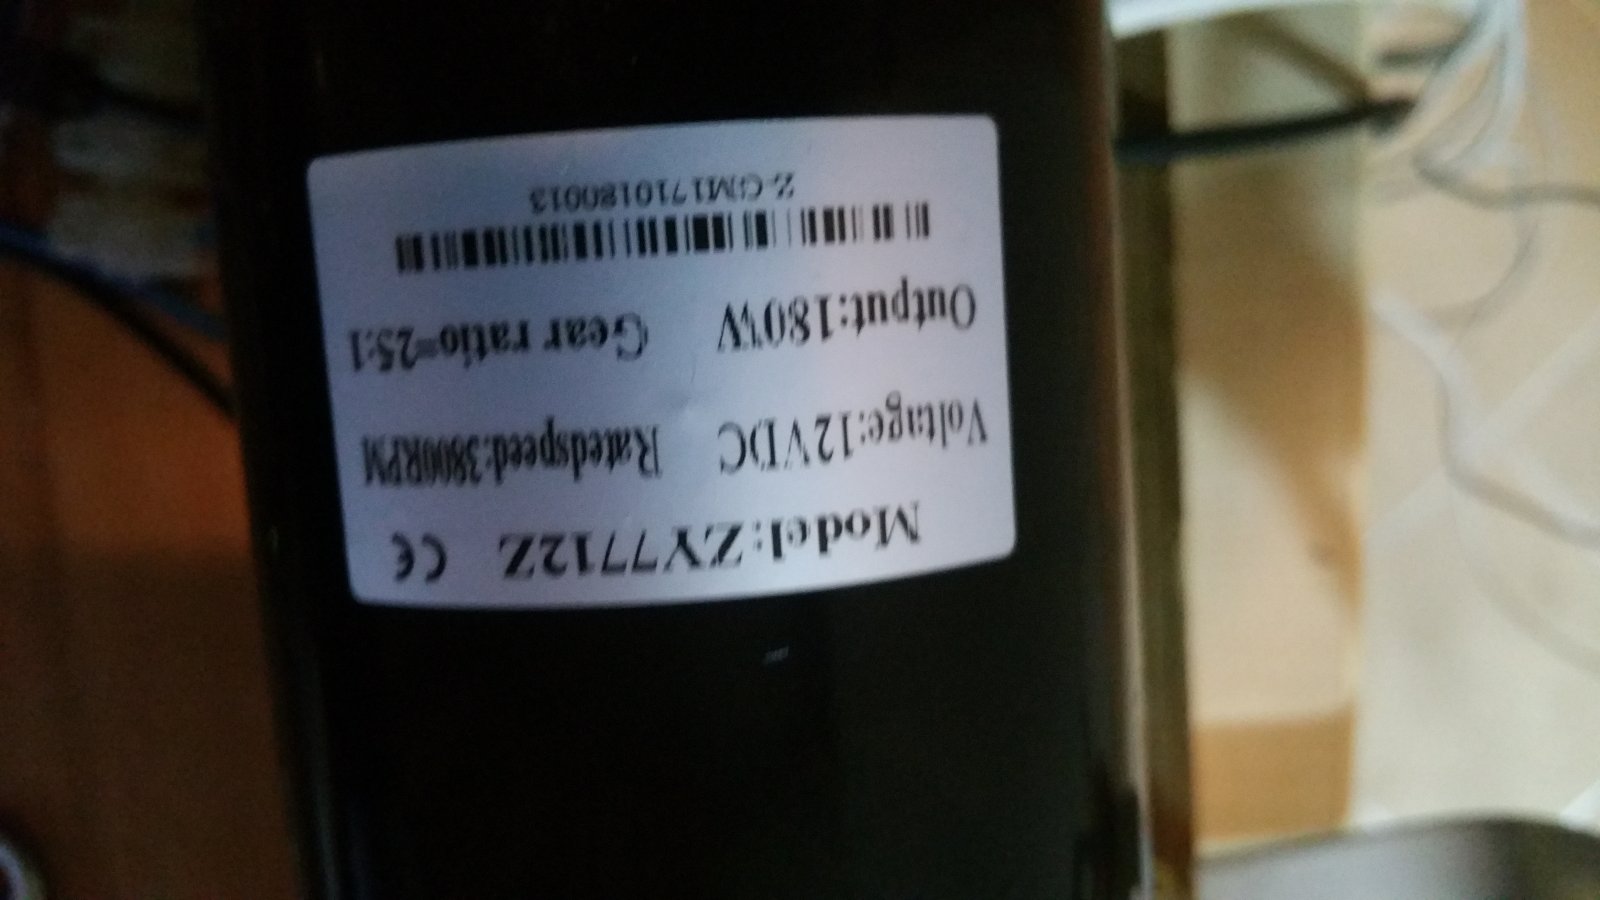 Model:ZY7712Z CE
Voltage:12VDC Ratedspeed:3800RPM
Output:180W Gear ratio=25:1
Z-GM1710180013